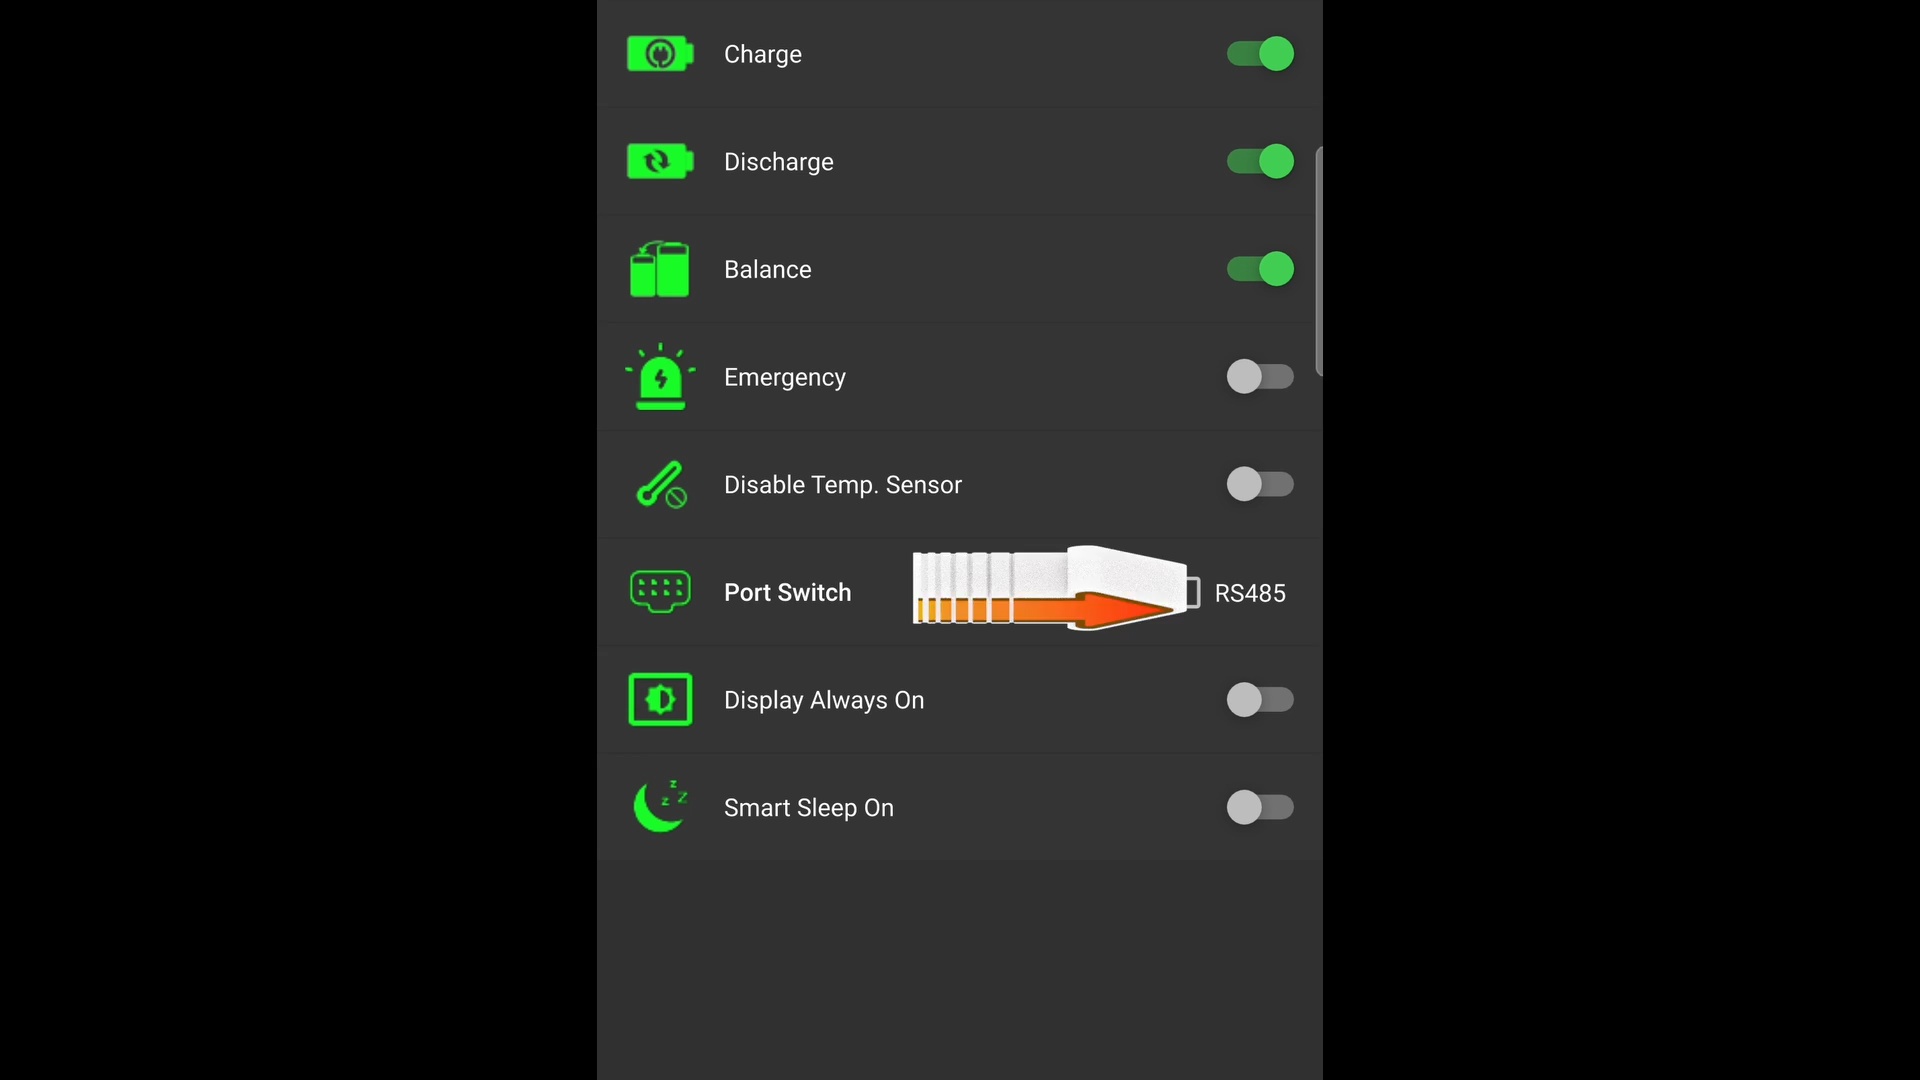 Charge
Discharge
Balance
Emergency
Disable Temp. Sensor
Port Switch RS485
Display Always On
Smart Sleep On